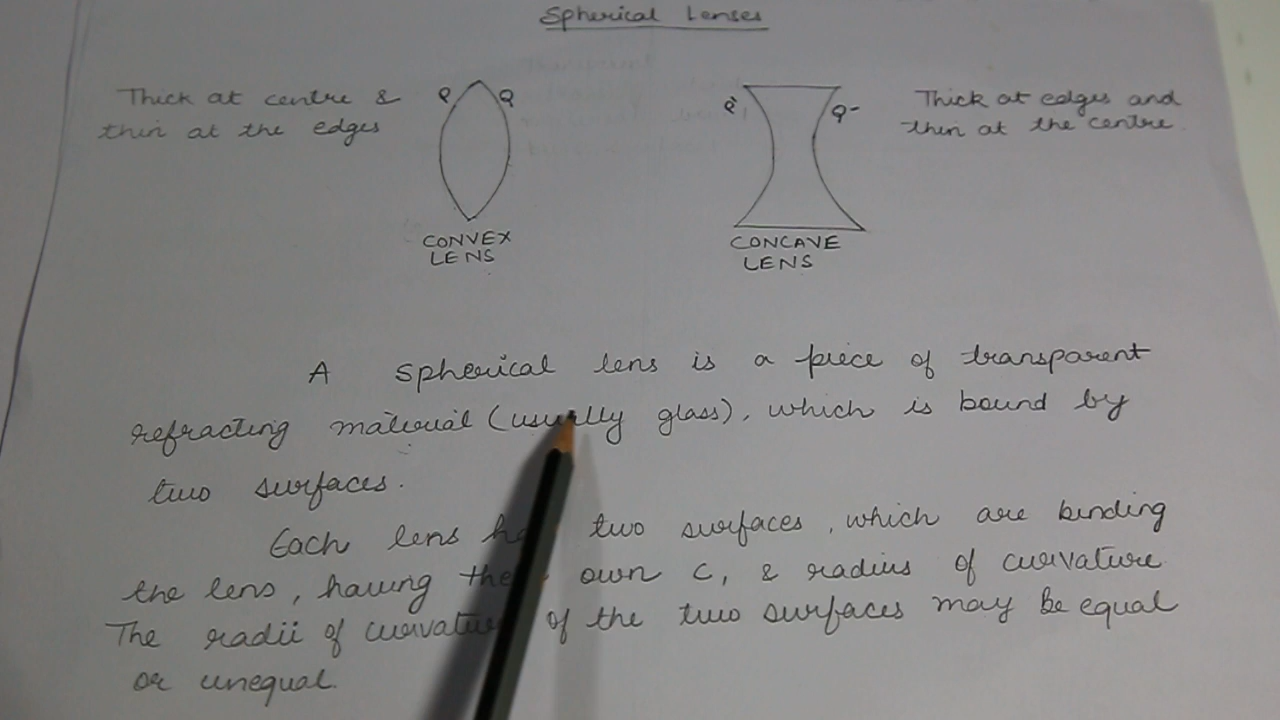 Spherical Lenses
Thick at centre &
thin at the edges
P Q
CONVEX
LENS
P' Q-
CONCAVE
LENS
Thick at edges and
thin at the centre.
A spherical lens is a piece of transparent
refracting material (usually glass), which is bound by
two surfaces.
Each lens two surfaces, which are binding
the lens, having own C, & radius of curvature
The radii of curvature of the two surfaces may be equal
or unequal.